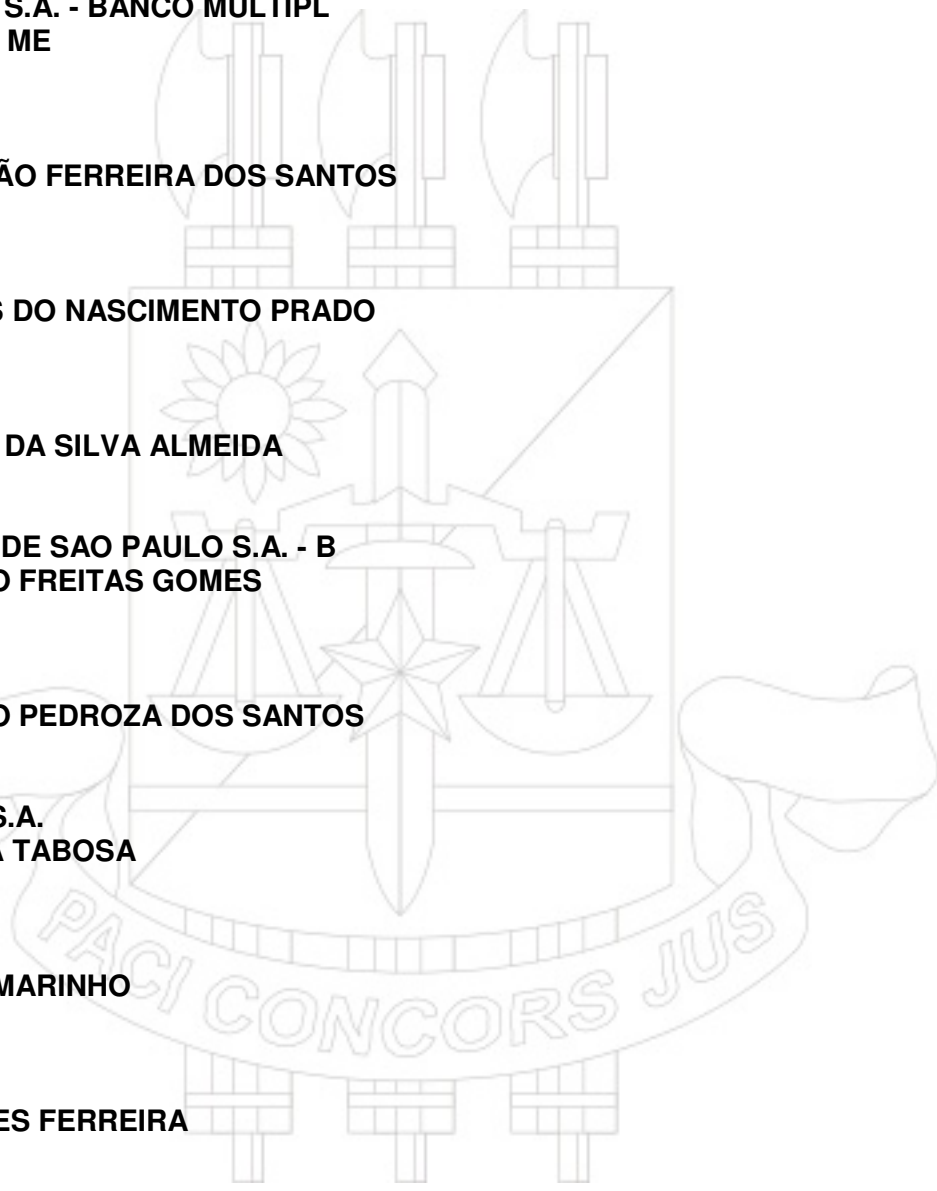 S.A. - BANCO MULTIPL
ME
ÃO FERREIRA DOS SANTOS
S DO NASCIMENTO PRADO
DA SILVA ALMEIDA
DE SAO PAULO S.A. - B
O FREITAS GOMES
O PEDROZA DOS SANTOS
S.A.
A TABOSA
MARINHO
ES FERREIRA
PACI CONCORS JUS